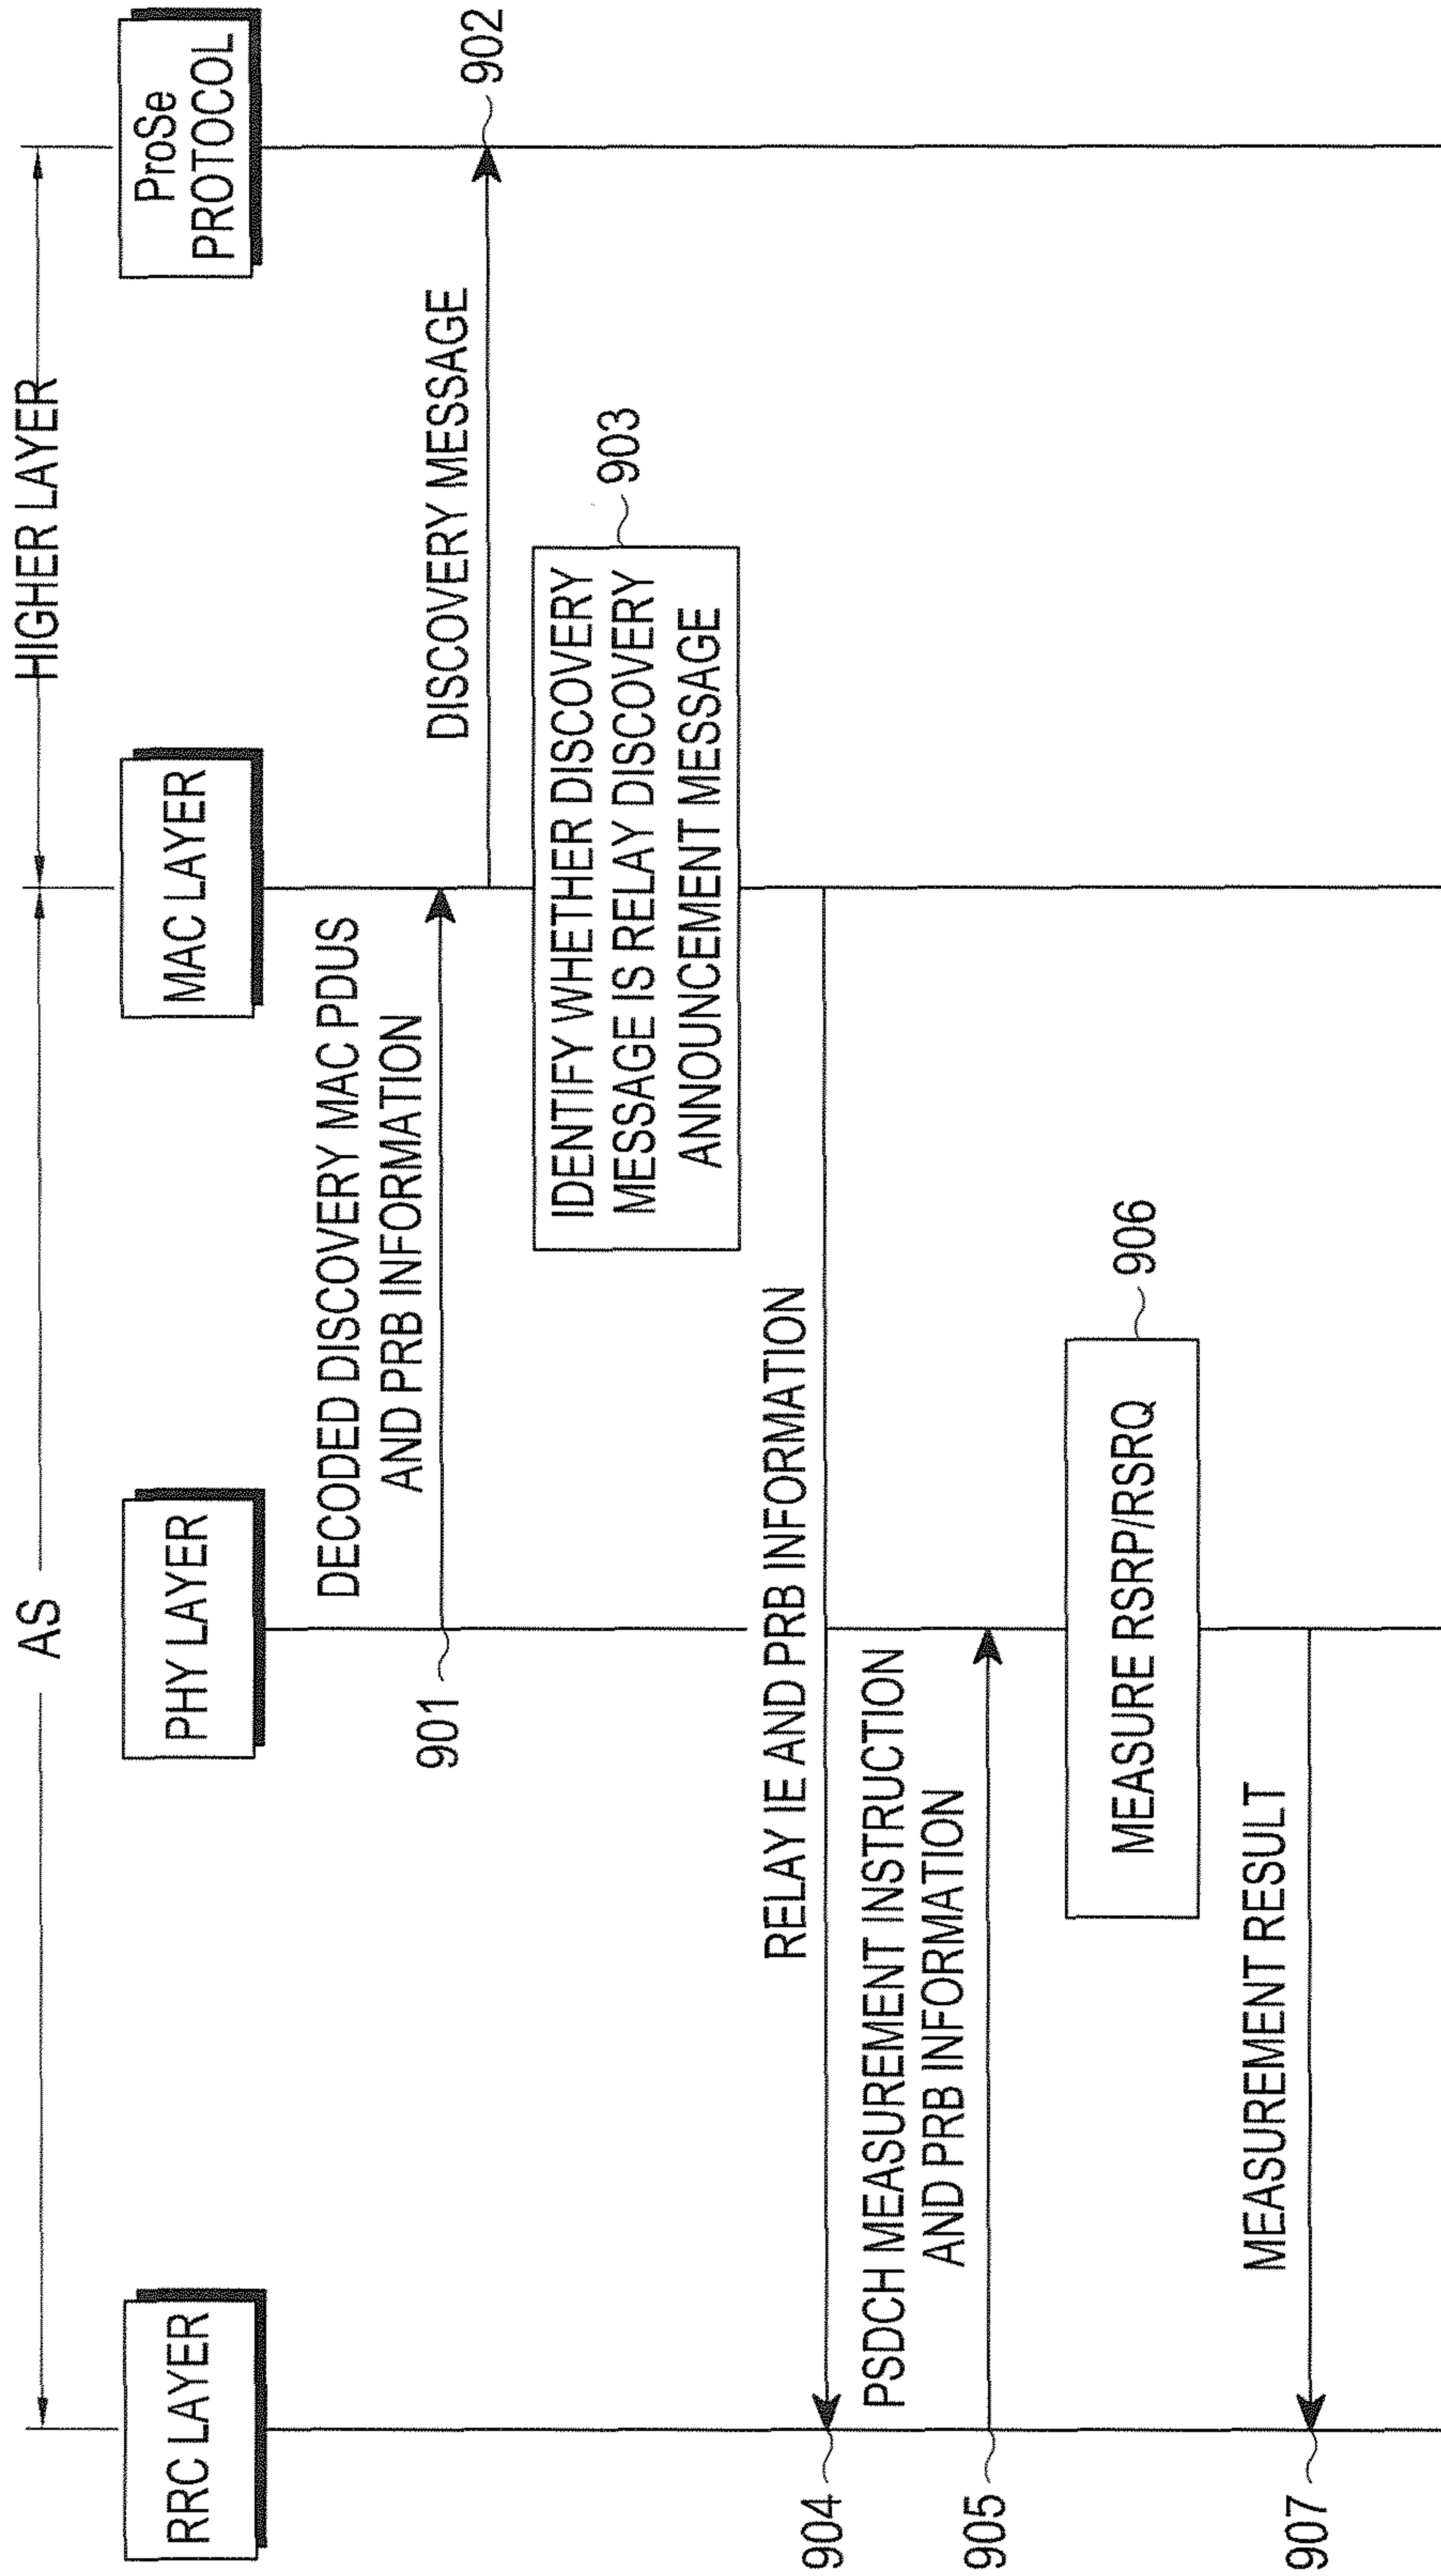 AS
HIGHER LAYER
RRC LAYER
PHY LAYER
MAC LAYER
ProSe
PROTOCOL
DECODED DISCOVERY MAC PDUS
AND PRB INFORMATION
901
DISCOVERY MESSAGE
902
IDENTIFY WHETHER DISCOVERY
MESSAGE IS RELAY DISCOVERY
ANNOUNCEMENT MESSAGE
903
RELAY IE AND PRB INFORMATION
904
PSDCH MEASUREMENT INSTRUCTION
AND PRB INFORMATION
905
MEASURE RSRP/RSRQ
906
MEASUREMENT RESULT
907